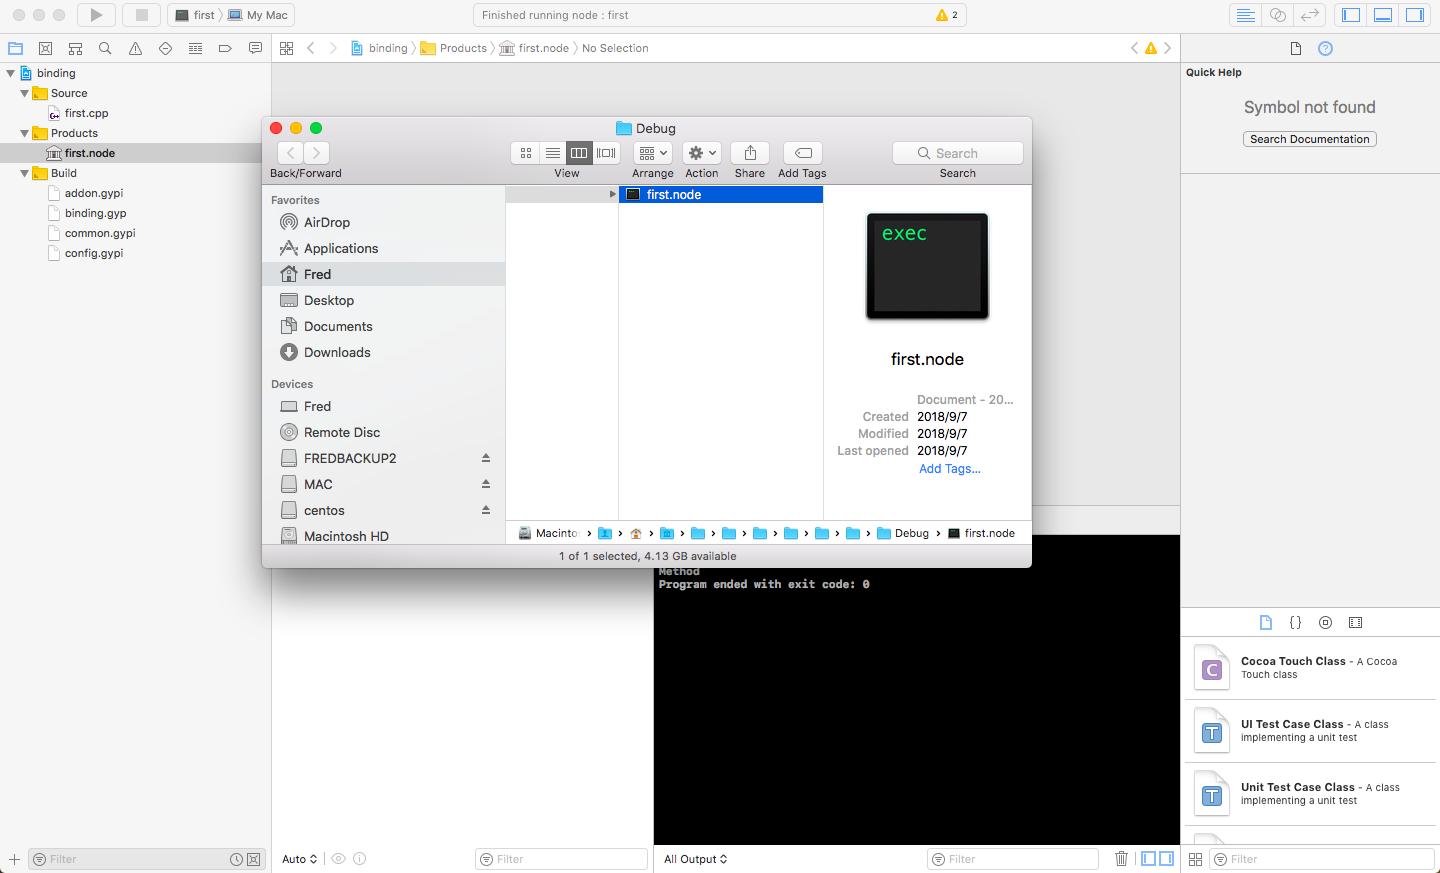 first
My Mac
Finished running node : first
2
binding
Products
first.node
No Selection
binding
Source
first.cpp
Products
first.node
Build
addon.gypi
binding.gyp
common.gypi
config.gypi
Filter
Debug
Back/Forward
View
Arrange
Action
Share
Add Tags
Search
Search
Favorites
AirDrop
Applications
Fred
Desktop
Documents
Downloads
Devices
Fred
Remote Disc
FREDBACKUP2
MAC
centos
Macintosh HD
first.node
exec
first.node
Document - 20...
Created 2018/9/7
Modified 2018/9/7
Last opened 2018/9/7
Add Tags...
Debug
first.node
1 of 1 selected, 4.13 GB available
Method
Program ended with exit code: 0
Auto
Filter
All Output
Filter
Quick Help
Symbol not found
Search Documentation
{}
C
Cocoa Touch Class - A Cocoa
Touch class
T
UI Test Case Class - A class
implementing a unit test
T
Unit Test Case Class - A class
implementing a unit test
Filter